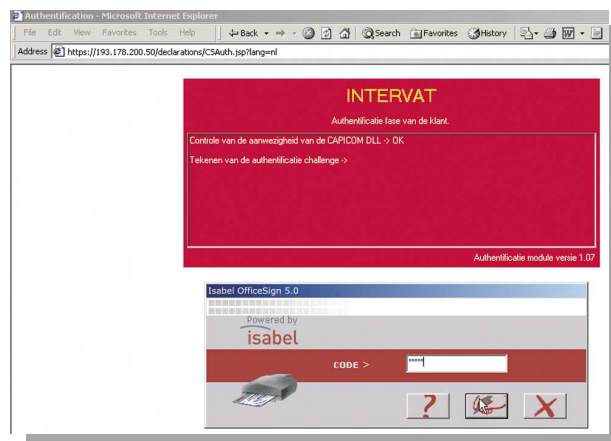 Authentification - Microsoft Internet Explorer
File Edit View Favorites Tools Help Back Search Favorites History
Address https://193.178.200.50/declarations/CSAuth.jsp?lang=nl
INTERVAT
Authentificatie fase van de klant.
Controle van de aanwezigheid van de CAPICOM DLL -> OK
Tekenen van de authentificatie challenge ->
Authentificatie module versie 1.07
Isabel OfficeSign 5.0
Powered by
isabel
CODE > *****